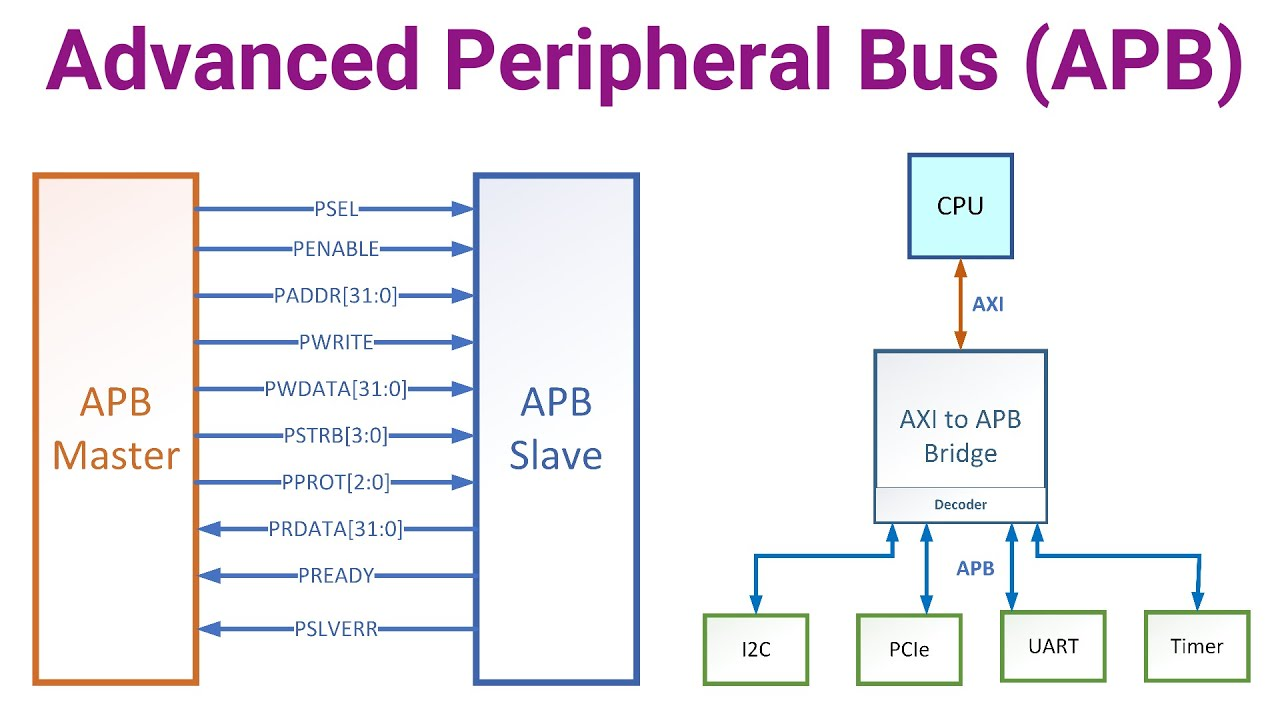 Advanced Peripheral Bus (APB)
APB
Master
PSEL
PENABLE
PADDR[31:0]
PWRITE
PWDATA[31:0]
PSTRB[3:0]
PPROT[2:0]
PRDATA[31:0]
PREADY
PSLVERR
APB
Slave
CPU
AXI
AXI to APB
Bridge
Decoder
APB
I2C
PCIe
UART
Timer